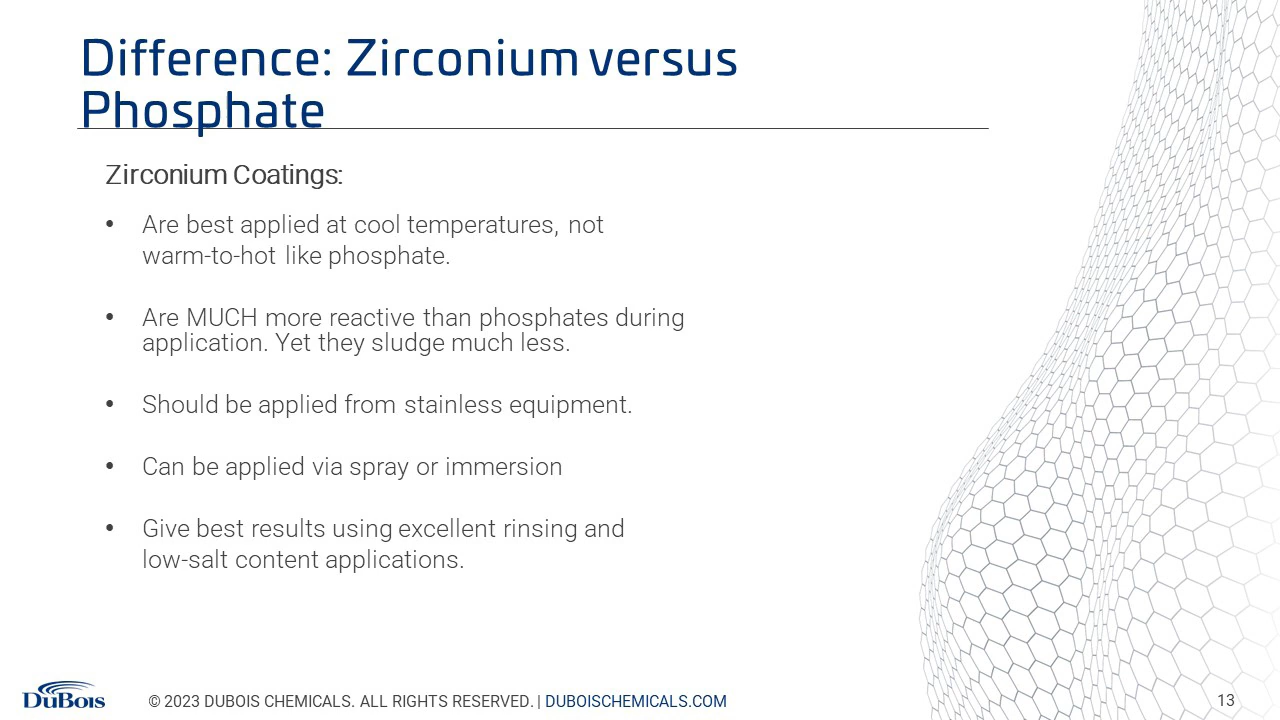 Difference: Zirconium versus
Phosphate
Zirconium Coatings:
• Are best applied at cool temperatures, not
warm-to-hot like phosphate.
• Are MUCH more reactive than phosphates during
application. Yet they sludge much less.
• Should be applied from stainless equipment.
• Can be applied via spray or immersion
• Give best results using excellent rinsing and
low-salt content applications.
DuBois
© 2023 DUBOIS CHEMICALS. ALL RIGHTS RESERVED. | DUBOISCHEMICALS.COM
13